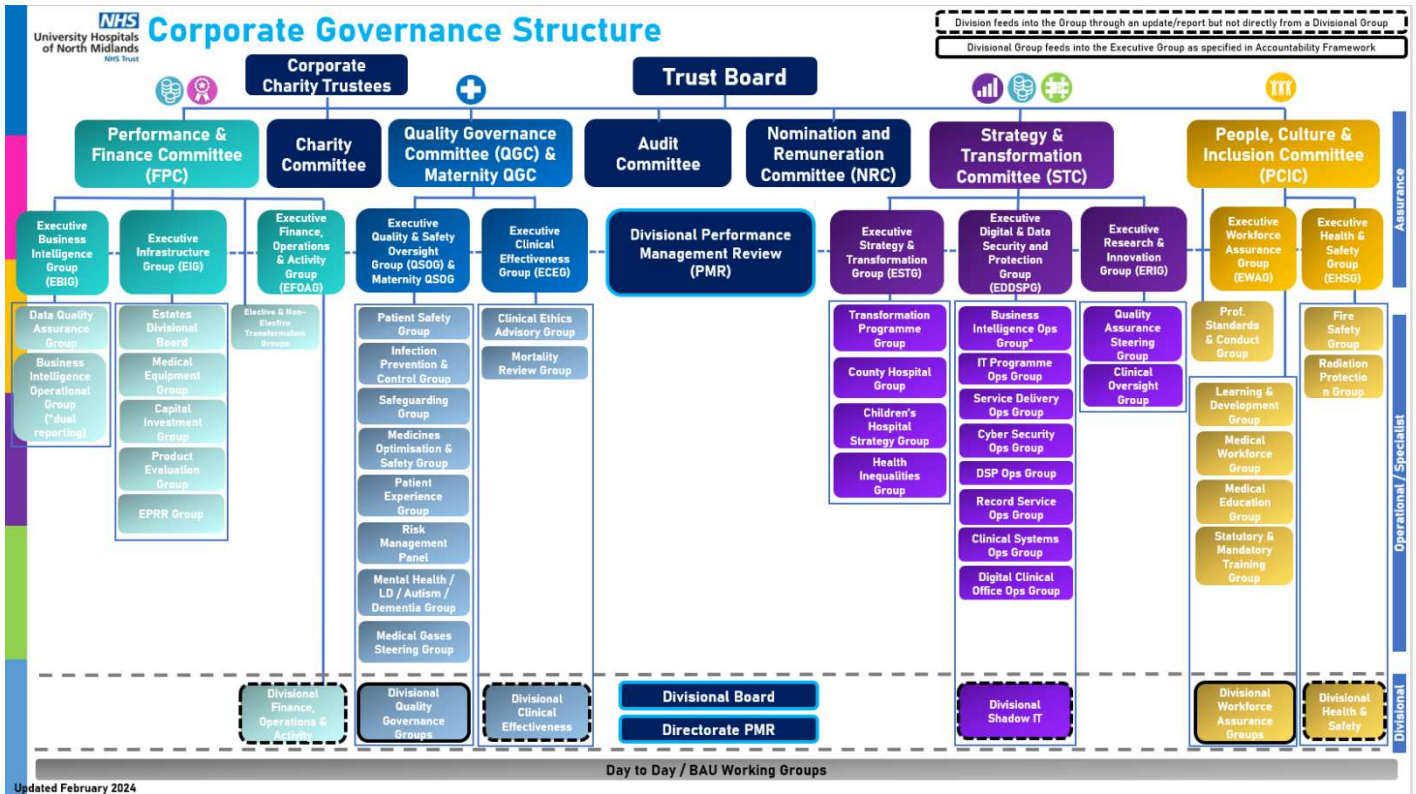 NHS
University Hospitals
of North Midlands
NHS Trust
Corporate Governance Structure
Division feeds into the Group through an update/report but not directly from a Divisional Group
Divisional Group feeds into the Executive Group as specified in Accountability Framework
Corporate
Charity Trustees
Trust Board
Performance &
Finance Committee
(FPC)
Charity
Committee
Quality Governance
Committee (QGC) &
Maternity QGC
Audit
Committee
Nomination and
Remuneration
Committee (NRC)
Strategy &
Transformation
Committee (STC)
People, Culture &
Inclusion Committee
(PCIC)
Assurance
Executive
Business
Intelligence
Group
(EBIG)
Executive
Infrastructure
Group (EIG)
Executive
Finance,
Operations
& Activity
Group
(EFOAG)
Executive
Quality & Safety
Oversight
Group (QSOG) &
Maternity QSOG
Executive
Clinical
Effectiveness
Group (ECEG)
Divisional Performance
Management Review
(PMR)
Executive
Strategy &
Transformation
Group (ESTG)
Executive
Digital & Data
Security and
Protection
Group
(EDDSPG)
Executive
Research &
Innovation
Group (ERIG)
Executive
Workforce
Assurance
Group
(EWAG)
Executive
Health &
Safety
Group
(EHSG)
Data Quality
Assurance
Group
Business
Intelligence
Operational
Group
(*dual
reporting)
Estates
Divisional
Board
Medical
Equipment
Group
Capital
Investment
Group
Product
Evaluation
Group
EPRR Group
Elective & Non-
Elective
Transformation
Groups
Patient Safety
Group
Infection
Prevention &
Control Group
Safeguarding
Group
Medicines
Optimisation &
Safety Group
Patient
Experience
Group
Risk
Management
Panel
Mental Health /
LD / Autism /
Dementia Group
Medical Gases
Steering Group
Clinical Ethics
Advisory Group
Mortality
Review Group
Transformation
Programme
Group
County Hospital
Group
Children's
Hospital
Strategy Group
Health
Inequalities
Group
Business
Intelligence Ops
Group*
IT Programme
Ops Group
Service Delivery
Ops Group
Cyber Security
Ops Group
DSP Ops Group
Record Service
Ops Group
Clinical Systems
Ops Group
Digital Clinical
Office Ops Group
Quality
Assurance
Steering
Group
Clinical
Oversight
Group
Prof.
Standards
& Conduct
Group
Learning &
Development
Group
Medical
Workforce
Group
Medical
Education
Group
Statutory &
Mandatory
Training
Group
Fire
Safety
Group
Radiation
Protectio
n Group
Operational / Specialist
Divisional
Finance,
Operations &
Activity
Divisional
Quality
Governance
Groups
Divisional
Clinical
Effectiveness
Divisional Board
Directorate PMR
Divisional
Shadow IT
Divisional
Workforce
Assurance
Groups
Divisional
Health &
Safety
Divisional
Day to Day / BAU Working Groups
Updated February 2024